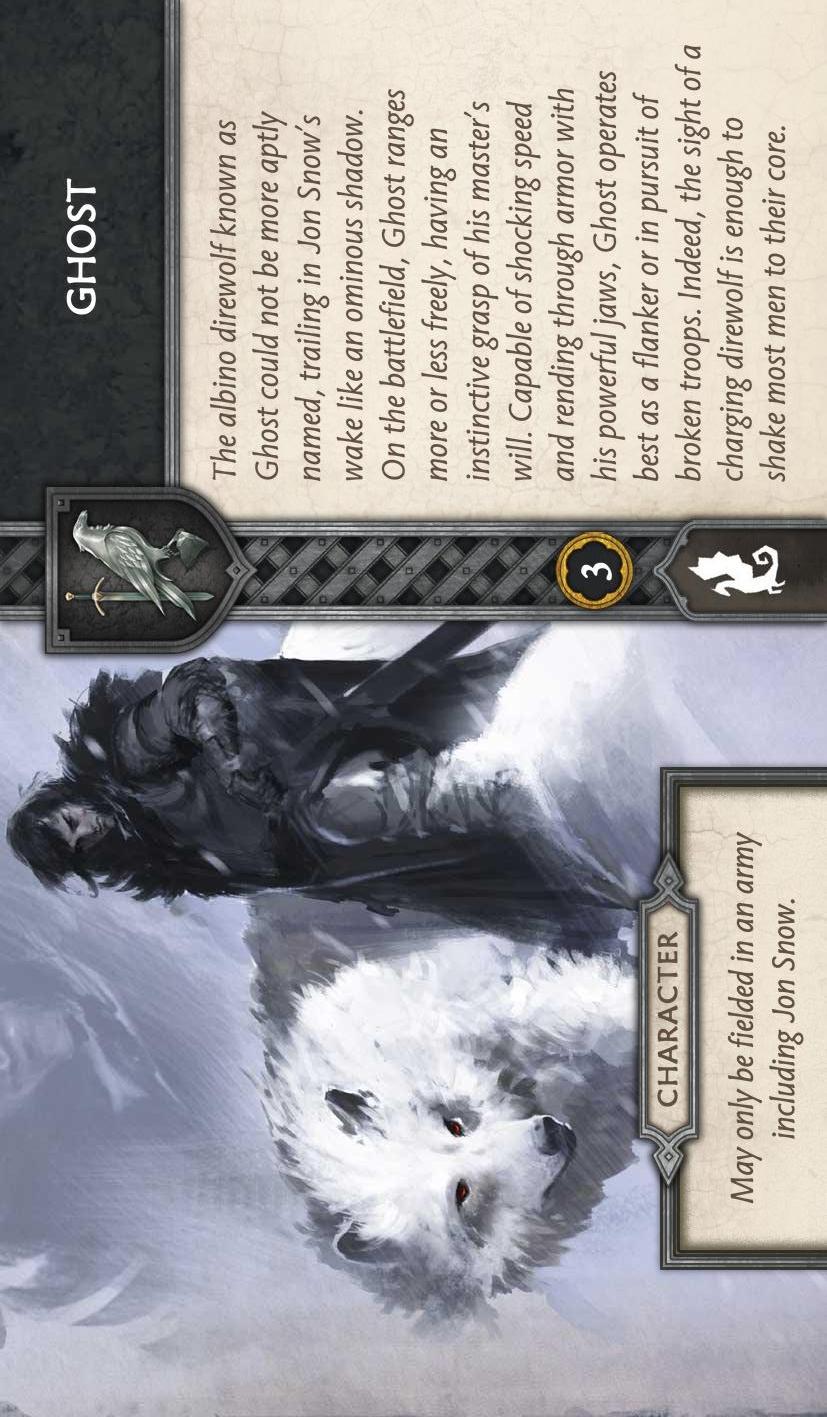 GHOST
The albino direwolf known as
Ghost could not be more aptly
named, trailing in Jon Snow's
wake like an ominous shadow.
On the battlefield, Ghost ranges
more or less freely, having an
instinctive grasp of his master's
will. Capable of shocking speed
and rending through armor with
his powerful jaws, Ghost operates
best as a flanker or in pursuit of
broken troops. Indeed, the sight of a
charging direwolf is enough to
shake most men to their core.
3
CHARACTER
May only be fielded in an army
including Jon Snow.